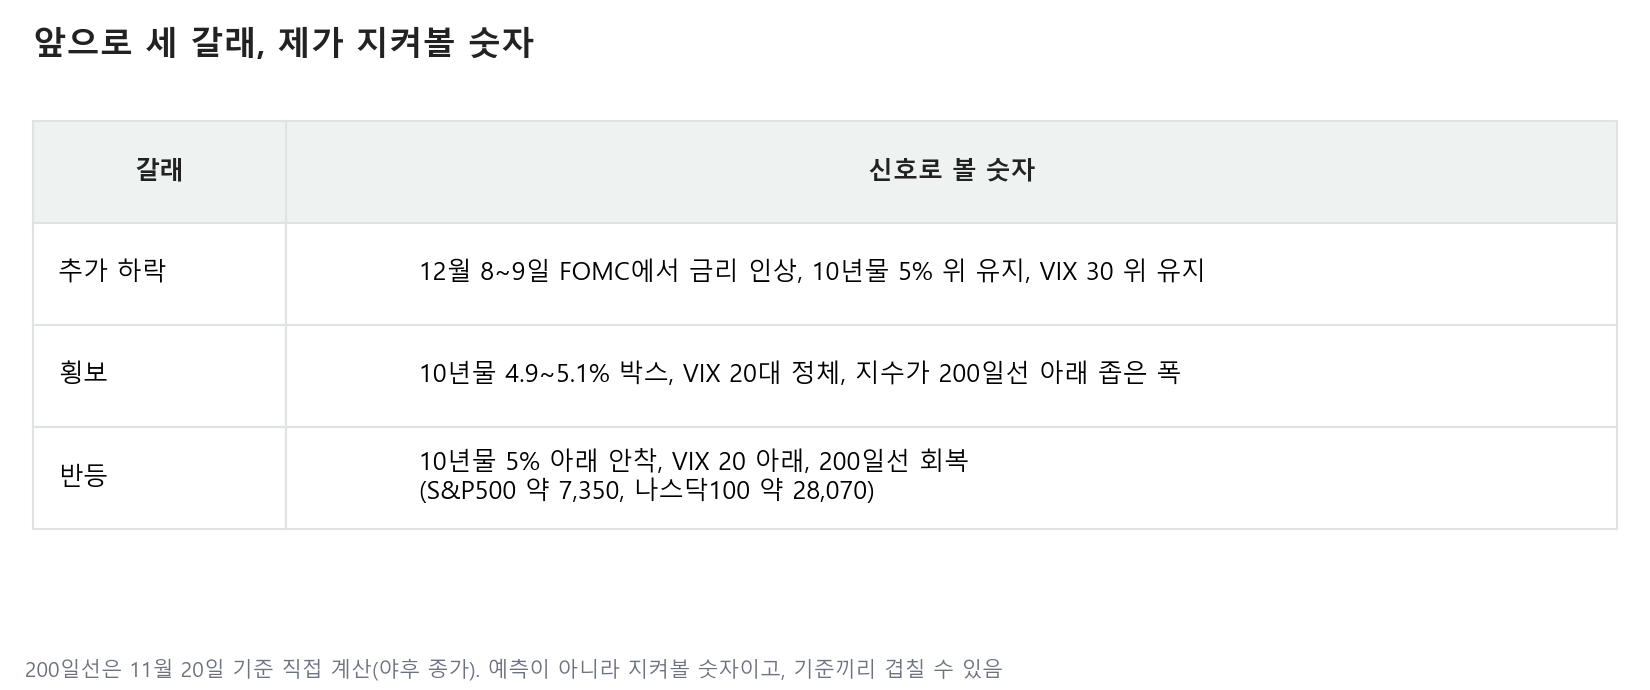 앞으로 세 갈래, 제가 지켜볼 숫자
갈래
신호로 볼 숫자
추가 하락
12월 8~9일 FOMC에서 금리 인상, 10년물 5% 위 유지, VIX 30 위 유지
횡보
10년물 4.9~5.1% 박스, VIX 20대 정체, 지수가 200일선 아래 좁은 폭
반등
10년물 5% 아래 안착, VIX 20 아래, 200일선 회복
(S&P500 약 7,350, 나스닥100 약 28,070)
200일선은 11월 20일 기준 직접 계산(야후 종가). 예측이 아니라 지켜볼 숫자이고, 기준끼리 겹칠 수 있음